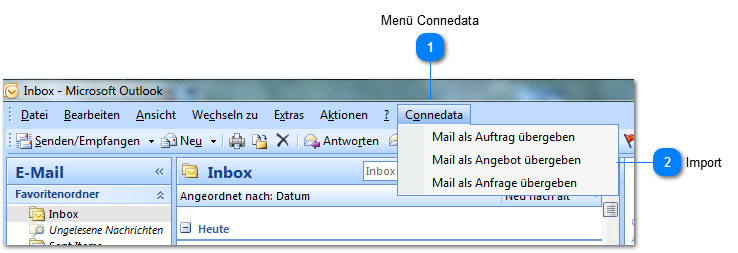 Menü Connedata
1
Inbox - Microsoft Outlook
Datei Bearbeiten Ansicht Wechseln zu Extras Aktionen ? Connedata
Senden/Empfangen Neu Antworten
Mail als Auftrag übergeben
Mail als Angebot übergeben
Mail als Anfrage übergeben
2 Import
E-Mail «
Inbox
Inbox
Favoritenordner
Angeordnet nach: Datum
Neu nach alt
Inbox
Ungelesene Nachrichten
Heute
Sent Items